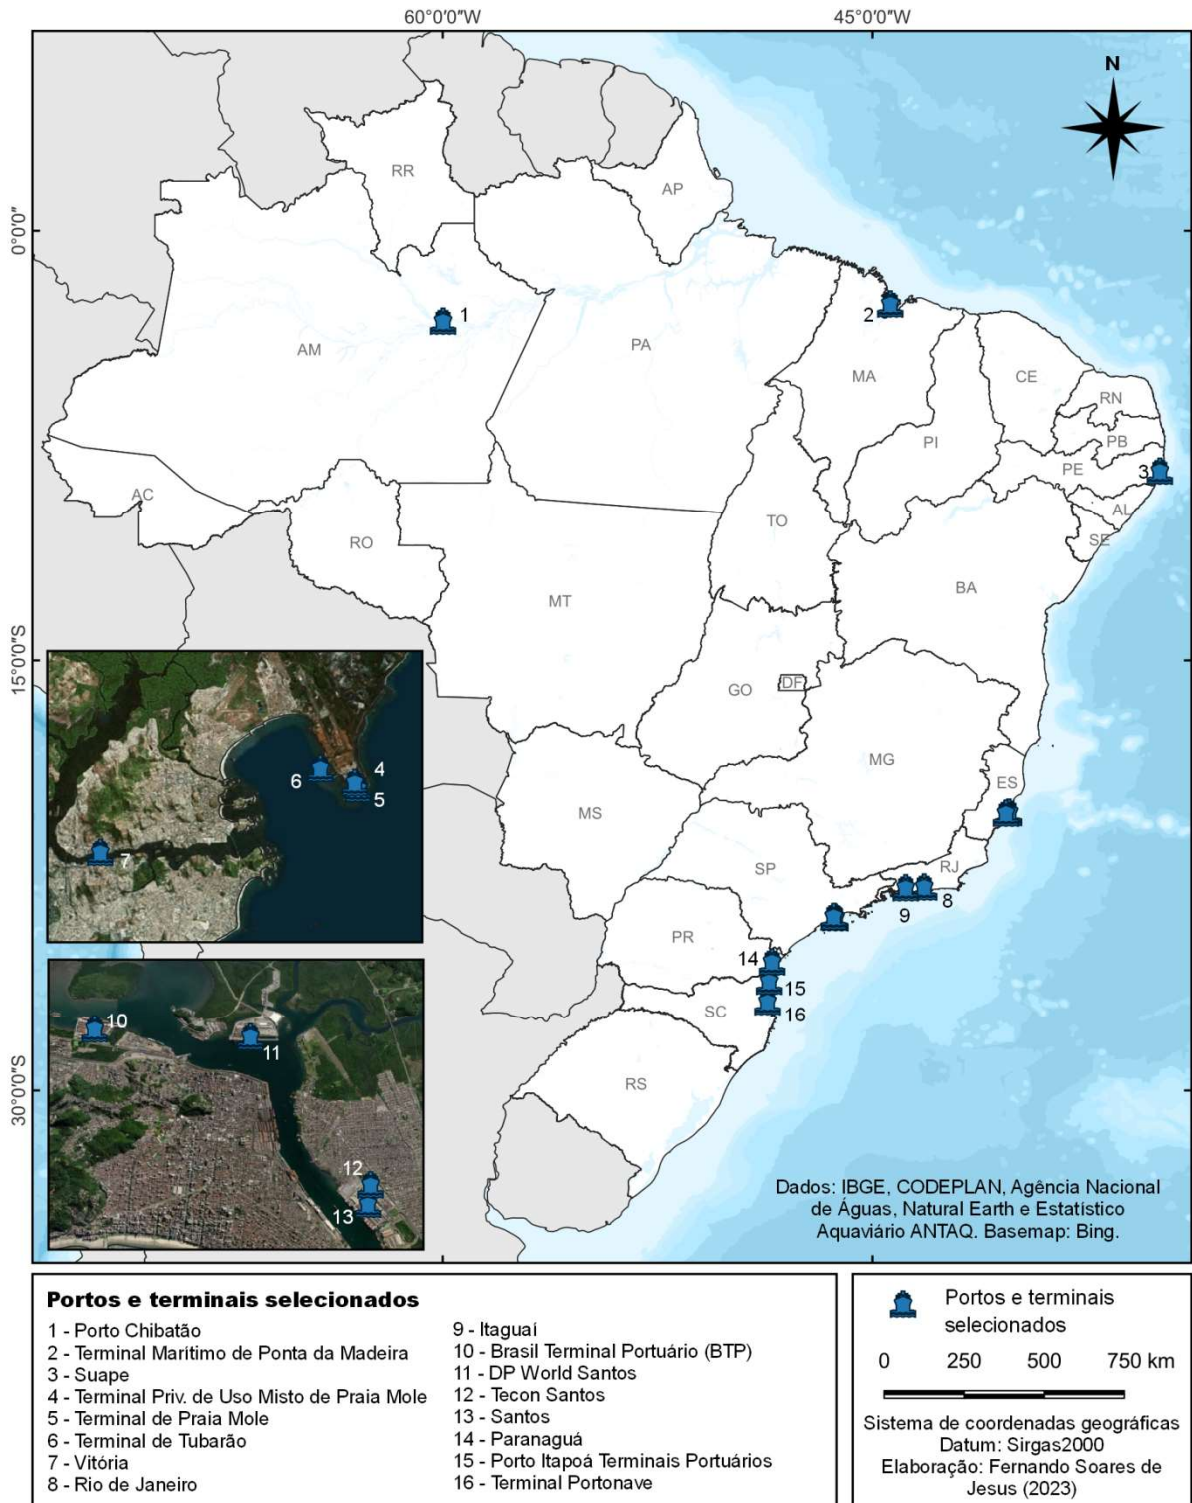 60°0'0"W
45°0'0"W
N
RR
AP
0°0'0"
1
2
AM
PA
MA
CE
RN
PB
PI
PE
3
AC
AL
TO
SE
RO
BA
MT
15°0'0"S
GO
DF
6
4
5
MG
ES
7
MS
SP
RJ
9
8
PR
14
15
SC
16
10
11
RS
30°0'0"S
12
13
Dados: IBGE, CODEPLAN, Agência Nacional
de Águas, Natural Earth e Estatístico
Aquaviário ANTAQ. Basemap: Bing.
Portos e terminais selecionados
1 - Porto Chibatão
2 - Terminal Marítimo de Ponta da Madeira
3 - Suape
4 - Terminal Priv. de Uso Misto de Praia Mole
5 - Terminal de Praia Mole
6 - Terminal de Tubarão
7 - Vitória
8 - Rio de Janeiro
9 - Itaguaí
10 - Brasil Terminal Portuário (BTP)
11 - DP World Santos
12 - Tecon Santos
13 - Santos
14 - Paranaguá
15 - Porto Itapoá Terminais Portuários
16 - Terminal Portonave
Portos e terminais
selecionados
0 250 500 750 km
Sistema de coordenadas geográficas
Datum: Sirgas2000
Elaboração: Fernando Soares de
Jesus (2023)